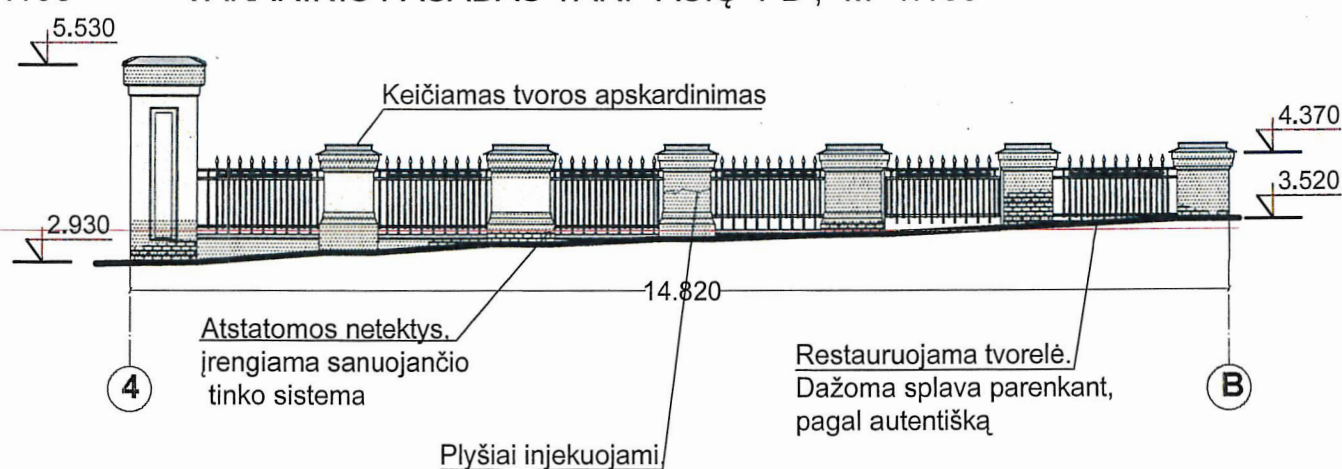 5.530
Keičiamas tvoros apskardinimas
4.370
3.520
2.930
14.820
Atstatomos netektys.
įrengiama sanuojančio
tinko sistema
Restauruojama tvorelė.
Dažoma splava parenkant,
pagal autentišką
4
B
Plyšiai injekuojami.